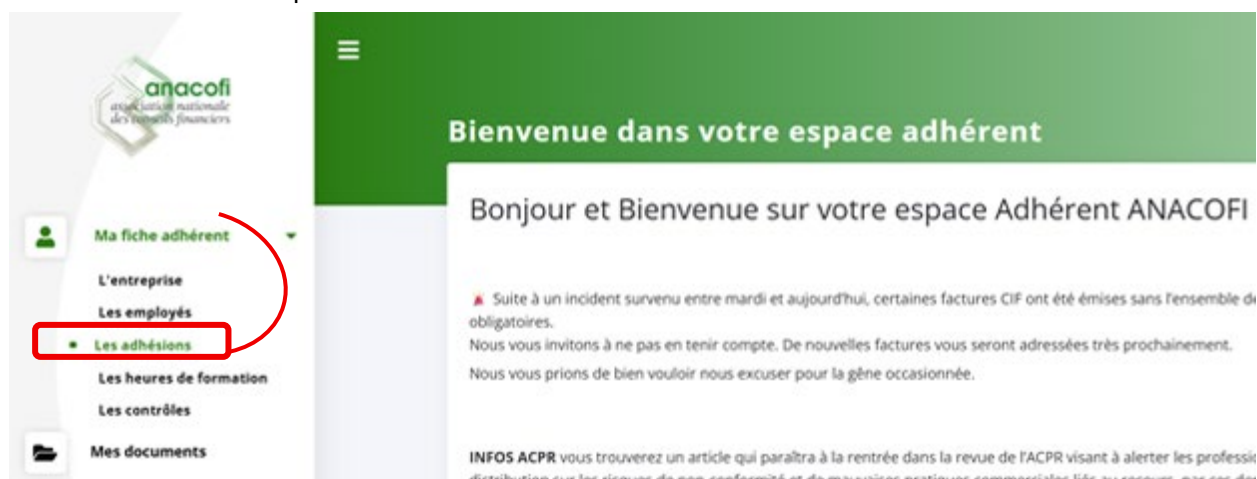 anacofi
association nationale
des conseils financiers
Bienvenue dans votre espace adhérent
Bonjour et Bienvenue sur votre espace Adhérent ANACOFI
Ma fiche adhérent
L'entreprise
Les employés
Les adhésions
Les heures de formation
Les contrôles
Mes documents
Suite à un incident survenu entre mardi et aujourd'hui, certaines factures CIF ont été émises sans l'ensemble de
obligatoires.
Nous vous invitons à ne pas en tenir compte. De nouvelles factures vous seront adressées très prochainement.
Nous vous prions de bien vouloir nous excuser pour la gêne occasionnée.
INFOS ACPR vous trouverez un article qui paraîtra à la rentrée dans la revue de l'ACPR visant à alerter les professio